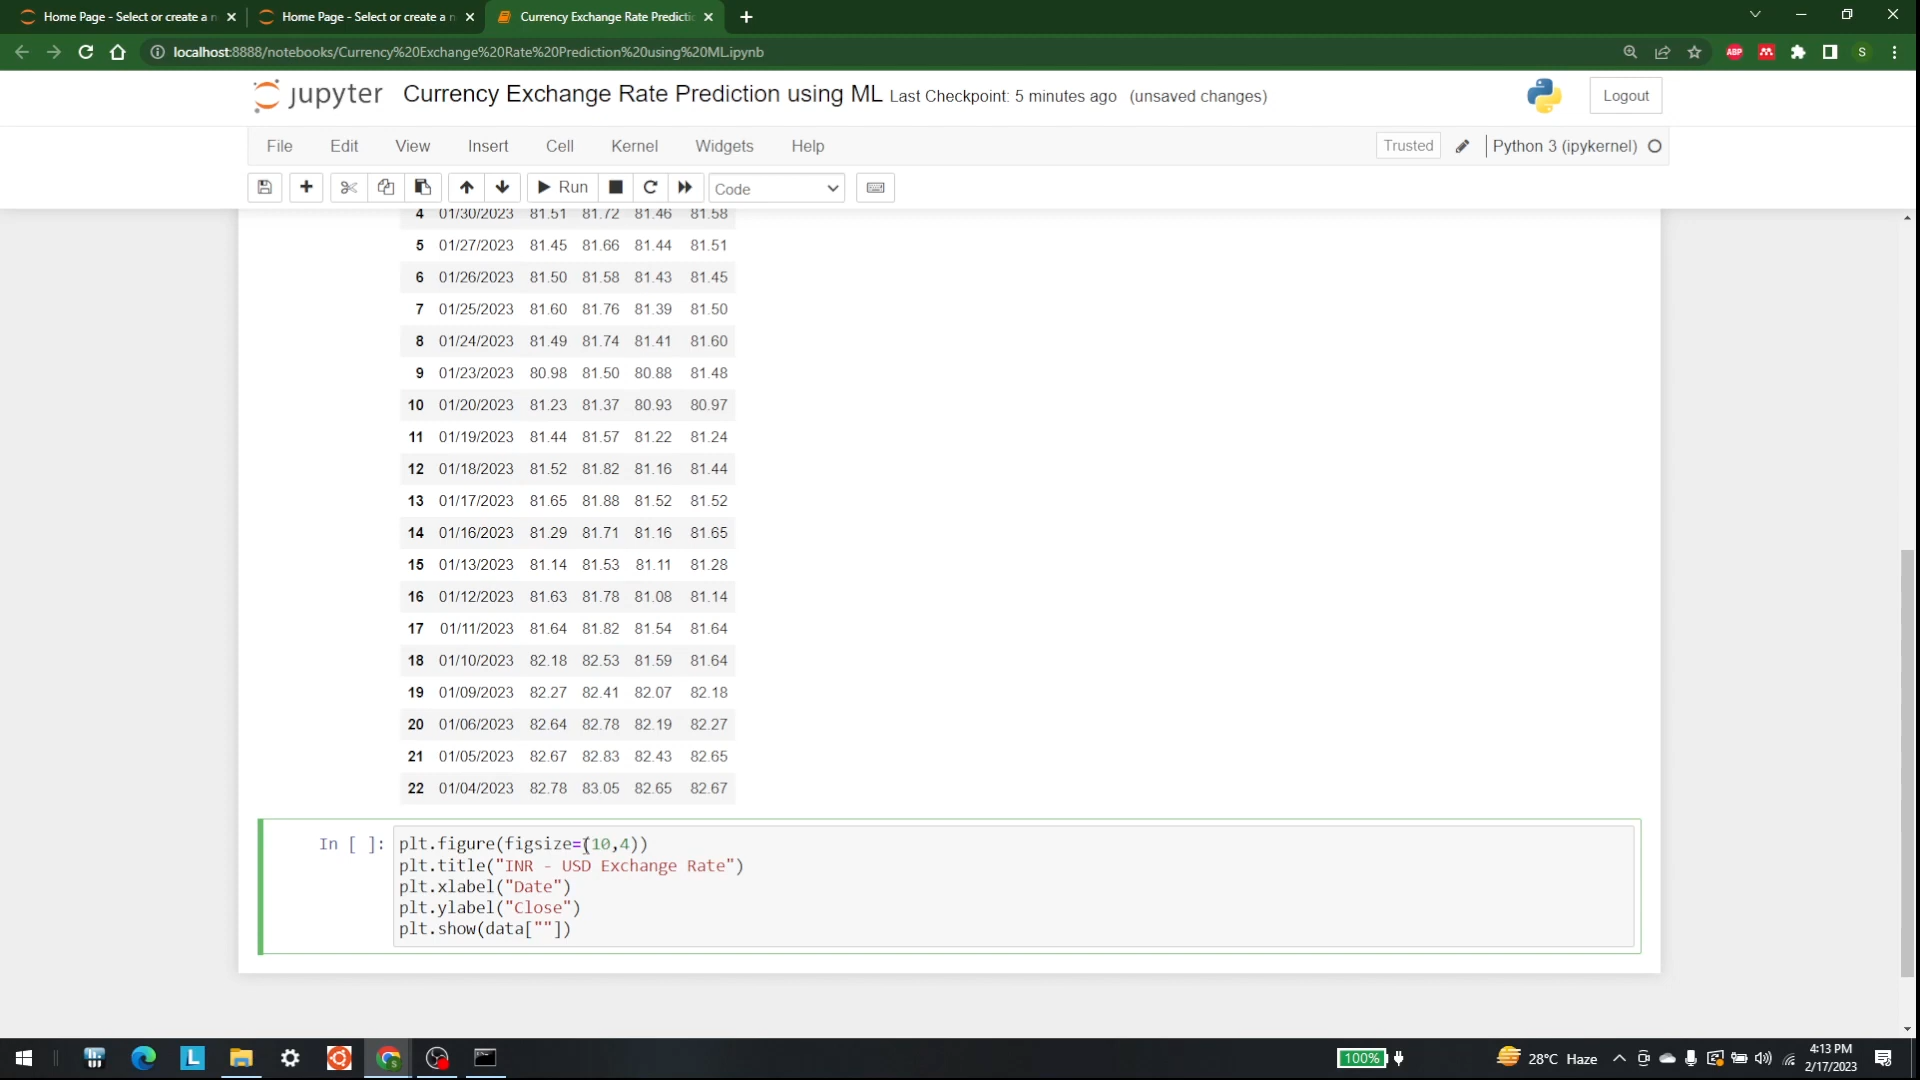 Home Page - Select or create a n
Home Page - Select or create a n
Currency Exchange Rate Predictic
localhost:8888/notebooks/Currency%20Exchange%20Rate%20Prediction%20using%20ML.ipynb
ABP
S
jupyter Currency Exchange Rate Prediction using ML Last Checkpoint: 5 minutes ago (unsaved changes)
Logout
File Edit View Insert Cell Kernel Widgets Help
Trusted
Python 3 (ipykernel)
Run
Code
4 01/30/2023 81.51 81.72 81.46 81.58
5 01/27/2023 81.45 81.66 81.44 81.51
6 01/26/2023 81.50 81.58 81.43 81.45
7 01/25/2023 81.60 81.76 81.39 81.50
8 01/24/2023 81.49 81.74 81.41 81.60
9 01/23/2023 80.98 81.50 80.88 81.48
10 01/20/2023 81.23 81.37 80.93 80.97
11 01/19/2023 81.44 81.57 81.22 81.24
12 01/18/2023 81.52 81.82 81.16 81.44
13 01/17/2023 81.65 81.88 81.52 81.52
14 01/16/2023 81.29 81.71 81.16 81.65
15 01/13/2023 81.14 81.53 81.11 81.28
16 01/12/2023 81.63 81.78 81.08 81.14
17 01/11/2023 81.64 81.82 81.54 81.64
18 01/10/2023 82.18 82.53 81.59 81.64
19 01/09/2023 82.27 82.41 82.07 82.18
20 01/06/2023 82.64 82.78 82.19 82.27
21 01/05/2023 82.67 82.83 82.43 82.65
22 01/04/2023 82.78 83.05 82.65 82.67
In [ ]:
plt.figure(figsize=(10,4))
plt.title("INR - USD Exchange Rate")
plt.xlabel("Date")
plt.ylabel("Close")
plt.show(data[""])
L
100%
28°C Haze
4:13 PM
2/17/2023